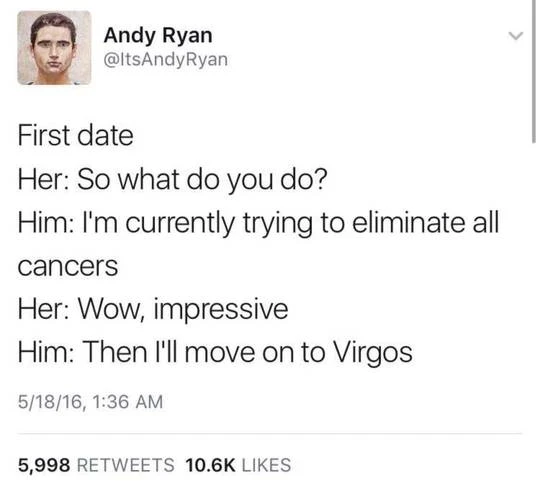 Andy Ryan
@ItsAndyRyan
First date
Her: So what do you do?
Him: I'm currently trying to eliminate all
cancers
Her: Wow, impressive
Him: Then I'll move on to Virgos
5/18/16, 1:36 AM
5,998 RETWEETS 10.6K LIKES